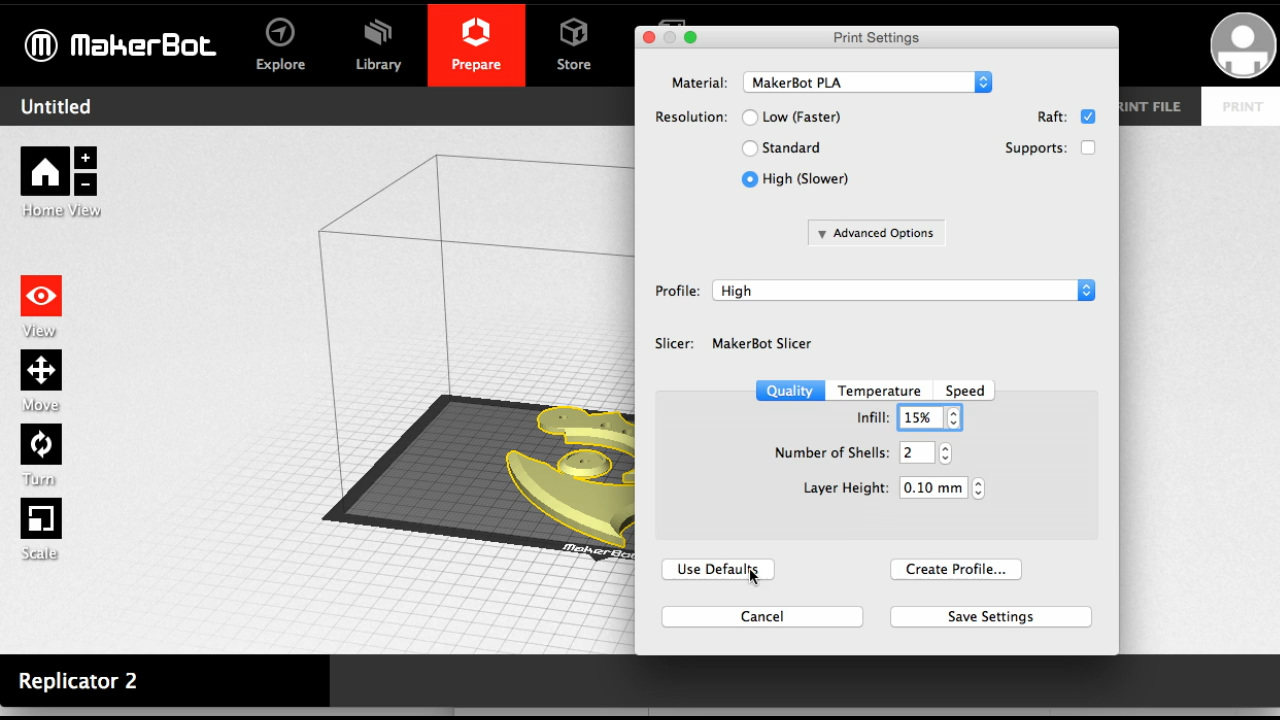 MakerBot
Explore
Library
Prepare
Store
Print Settings
Untitled
RINT FILE
PRINT
Material: MakerBot PLA
Resolution: Low (Faster)
Raft:
Standard
Supports:
High (Slower)
Advanced Options
Profile: High
Slicer: MakerBot Slicer
Quality Temperature Speed
Infill: 15%
Number of Shells: 2
Layer Height: 0.10 mm
Use Defaults
Create Profile...
Cancel
Save Settings
+
−
Home View
View
Move
Turn
Scale
MakerBot
Replicator 2